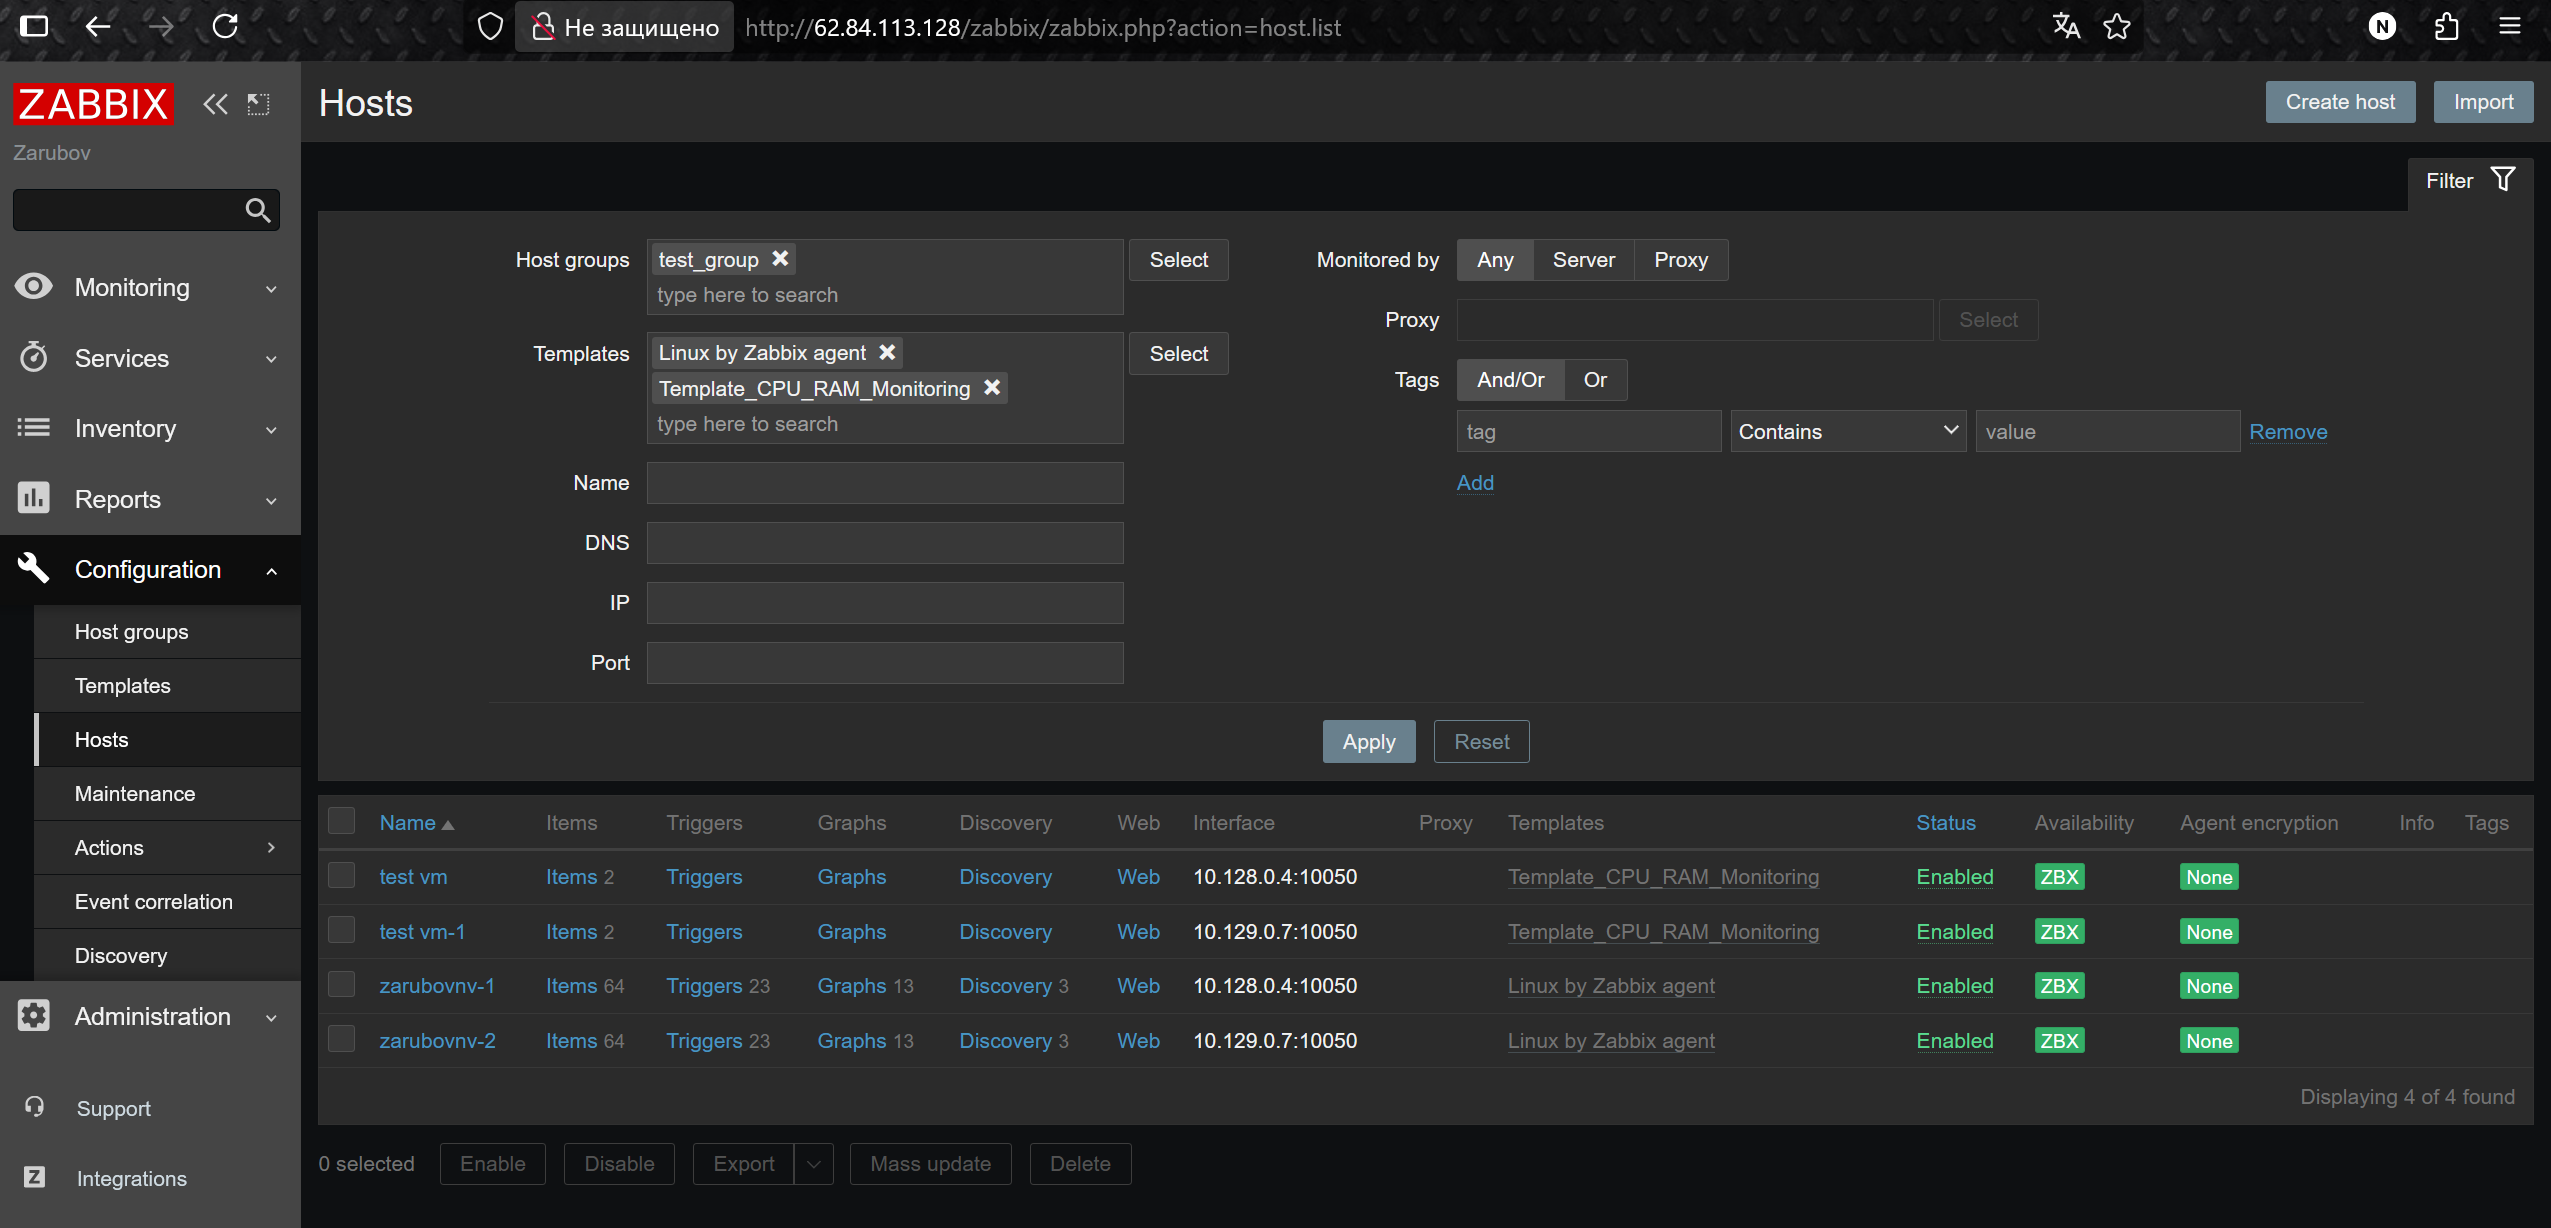 Не защищено http://62.84.113.128/zabbix/zabbix.php?action=host.list N
ZABBIX
Zarubov
Monitoring
Services
Inventory
Reports
Configuration
Host groups
Templates
Hosts
Maintenance
Actions
Event correlation
Discovery
Administration
Support
Z Integrations
Hosts
Create host Import
Filter
Host groups test_group Select
type here to search
Templates Linux by Zabbix agent Select
Template_CPU_RAM_Monitoring
type here to search
Name
DNS
IP
Port
Monitored by Any Server Proxy
Proxy Select
Tags And/Or Or
tag Contains value Remove
Add
Apply Reset
Name Items Triggers Graphs Discovery Web Interface Proxy Templates Status Availability Agent encryption Info Tags
test vm Items 2 Triggers Graphs Discovery Web 10.128.0.4:10050 Template_CPU_RAM_Monitoring Enabled ZBX None
test vm-1 Items 2 Triggers Graphs Discovery Web 10.129.0.7:10050 Template_CPU_RAM_Monitoring Enabled ZBX None
zarubovnv-1 Items 64 Triggers 23 Graphs 13 Discovery 3 Web 10.128.0.4:10050 Linux by Zabbix agent Enabled ZBX None
zarubovnv-2 Items 64 Triggers 23 Graphs 13 Discovery 3 Web 10.129.0.7:10050 Linux by Zabbix agent Enabled ZBX None
Displaying 4 of 4 found
0 selected Enable Disable Export Mass update Delete